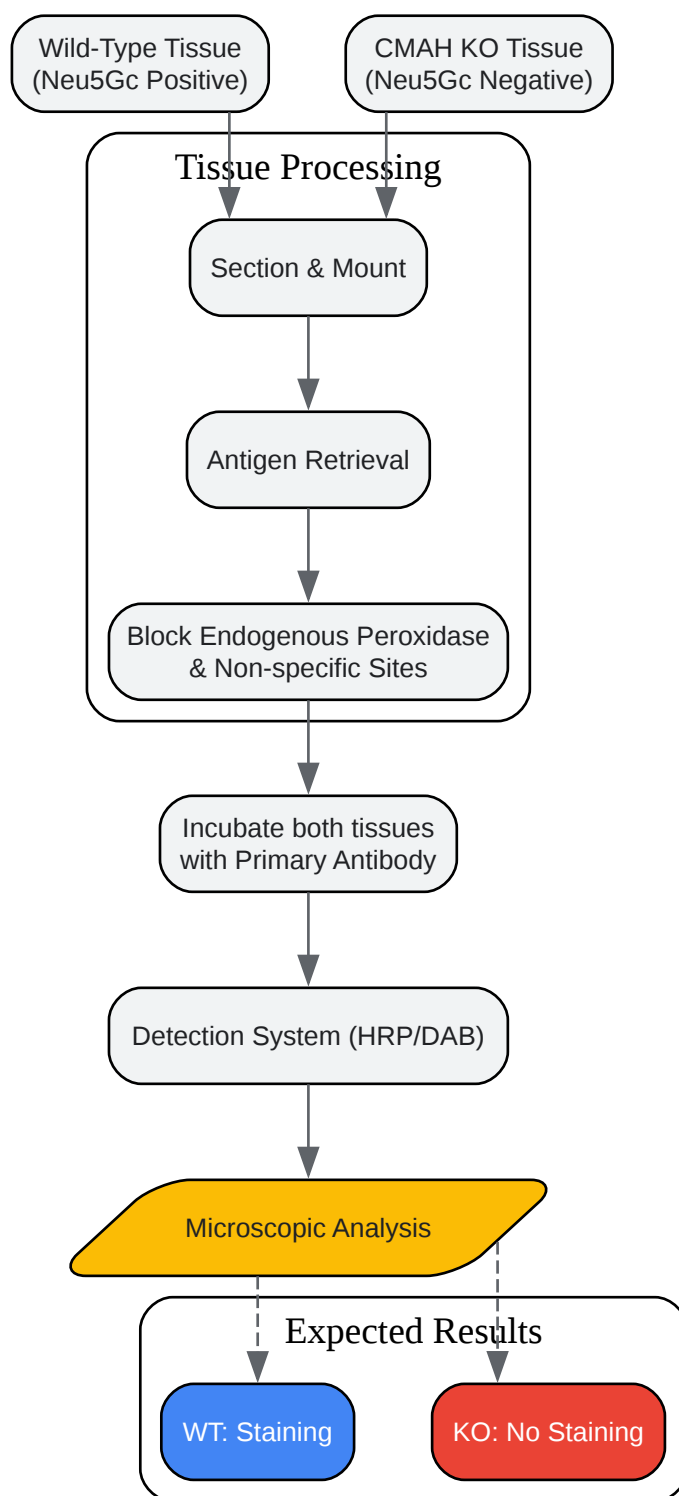 Wild-Type Tissue
(Neu5Gc Positive)
CMAH KO Tissue
(Neu5Gc Negative)
Tissue Processing
Section & Mount
Antigen Retrieval
Block Endogenous Peroxidase
& Non-specific Sites
Incubate both tissues
with Primary Antibody
Detection System (HRP/DAB)
Microscopic Analysis
Expected Results
WT: Staining
KO: No Staining